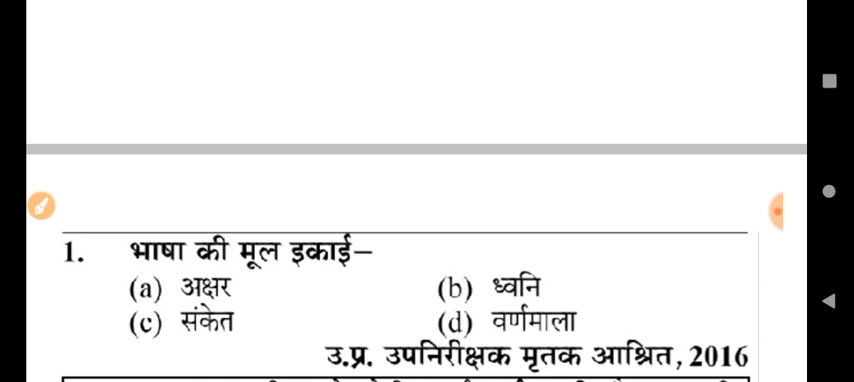 1. भाषा की मूल इकाई–
(a) अक्षर (b) ध्वनि
(c) संकेत (d) वर्णमाला
उ.प्र. उपनिरीक्षक मृतक आश्रित, 2016